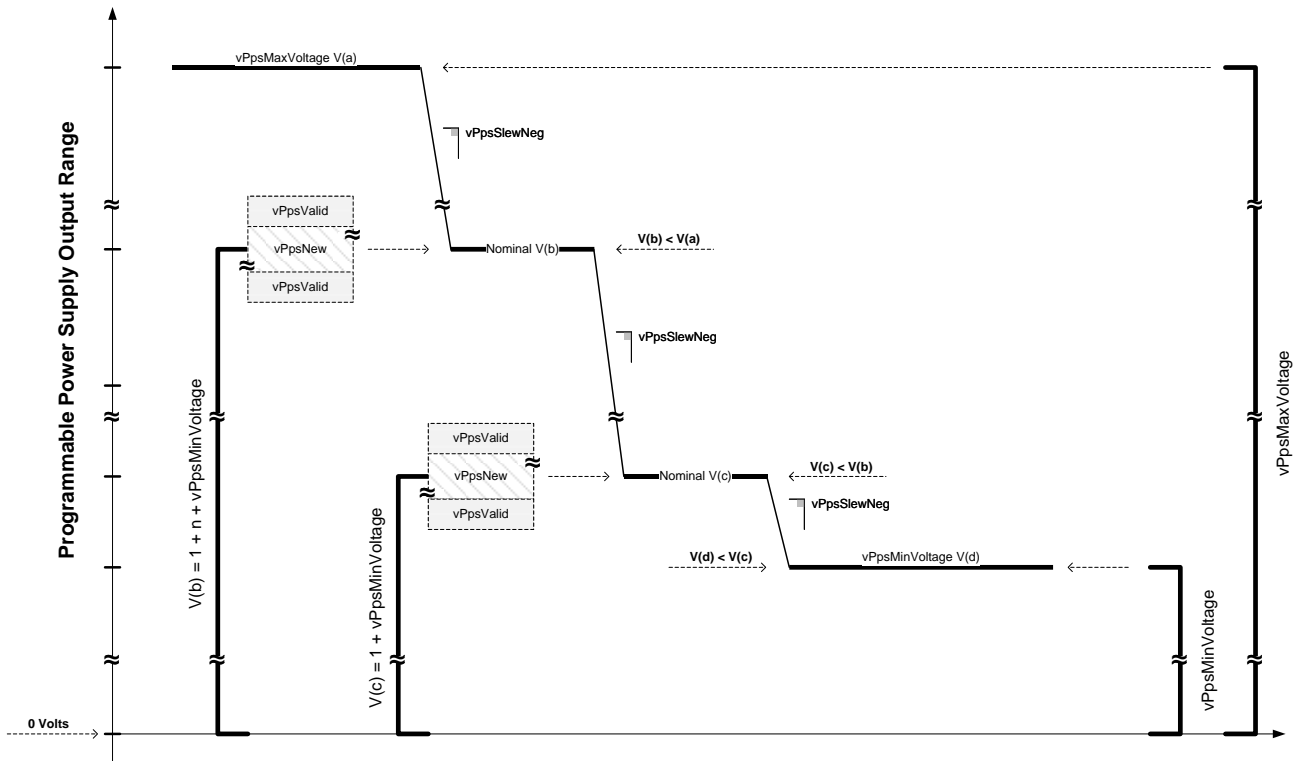 Programmable Power Supply Output Range
vPpsMaxVoltage V(a)
vPpsSlewNeg
vPpsValid
vPpsNew
vPpsValid
Nominal V(b)
V(b) < V(a)
vPpsSlewNeg
V(b) = 1 + n + vPpsMinVoltage
vPpsValid
vPpsNew
vPpsValid
Nominal V(c)
V(c) < V(b)
vPpsSlewNeg
V(c) = 1 + vPpsMinVoltage
V(d) < V(c)
vPpsMinVoltage V(d)
vPpsMinVoltage
vPpsMaxVoltage
0 Volts